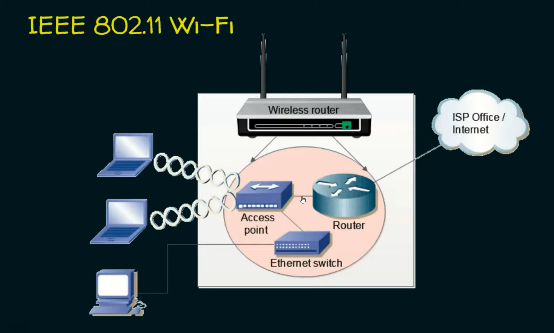 IEEE 802.11 Wi-Fi
Wireless router
ISP Office /
Internet
Access
point
Router
Ethernet switch